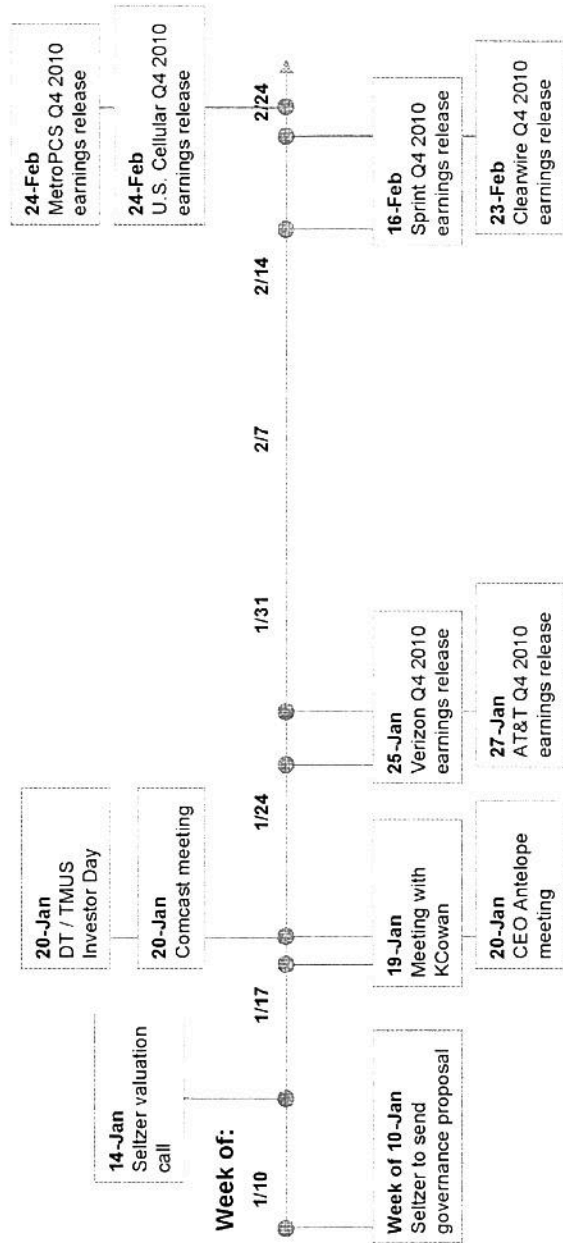 14-Jan
Seltzer valuation
call
20-Jan
DT / TMUS
Investor Day
20-Jan
Comcast meeting
24-Feb
MetroPCS Q4 2010
earnings release
24-Feb
U.S. Cellular Q4 2010
earnings release
Week of:
1/10
1/17
1/24
1/31
2/7
2/14
2/24
Week of 10-Jan
Seltzer to send
governance proposal
19-Jan
Meeting with
KCowan
20-Jan
CEO Antelope
meeting
25-Jan
Verizon Q4 2010
earnings release
27-Jan
AT&T Q4 2010
earnings release
16-Feb
Sprint Q4 2010
earnings release
23-Feb
Clearwire Q4 2010
earnings release